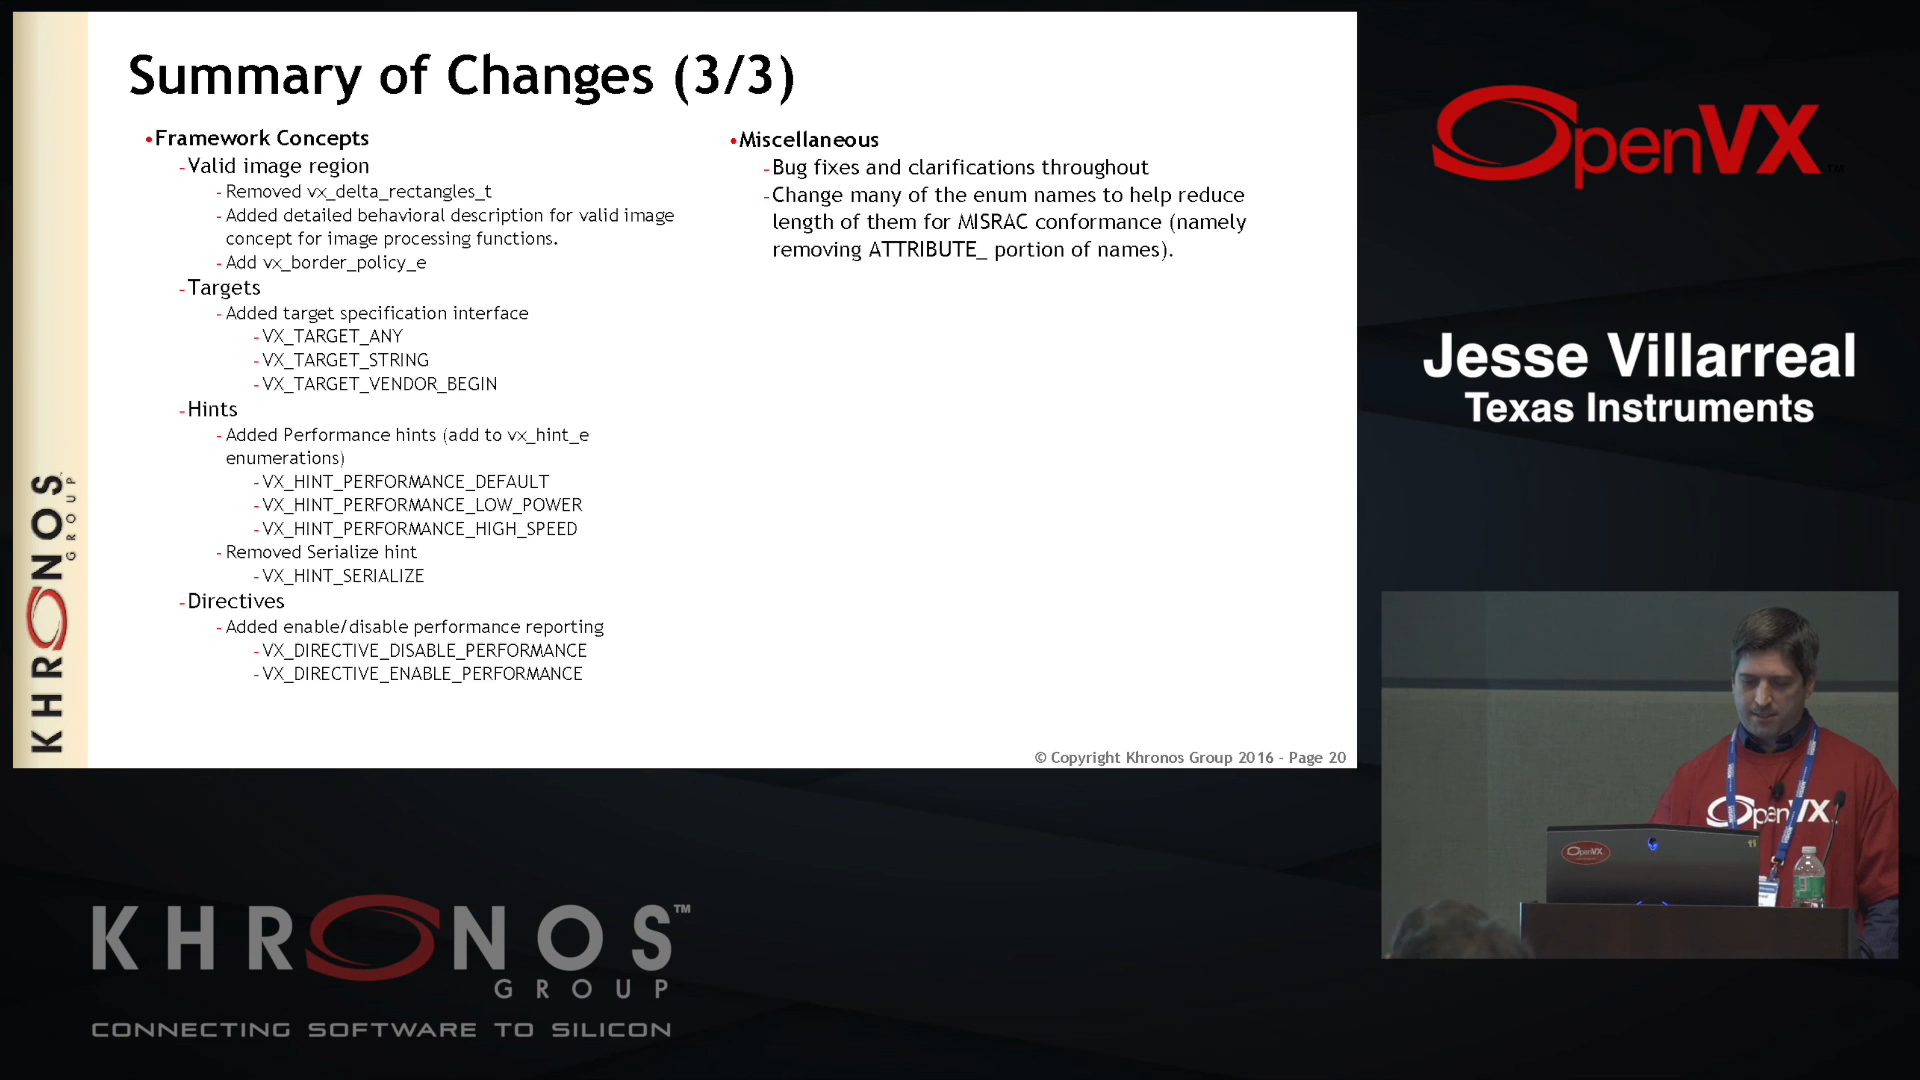 Summary of Changes (3/3)
•Framework Concepts
-Valid image region
- Removed vx_delta_rectangles_t
- Added detailed behavioral description for valid image
concept for image processing functions.
- Add vx_border_policy_e
-Targets
- Added target specification interface
-VX_TARGET_ANY
-VX_TARGET_STRING
-VX_TARGET_VENDOR_BEGIN
-Hints
- Added Performance hints (add to vx_hint_e
enumerations)
-VX_HINT_PERFORMANCE_DEFAULT
-VX_HINT_PERFORMANCE_LOW_POWER
-VX_HINT_PERFORMANCE_HIGH_SPEED
- Removed Serialize hint
-VX_HINT_SERIALIZE
-Directives
- Added enable/disable performance reporting
-VX_DIRECTIVE_DISABLE_PERFORMANCE
-VX_DIRECTIVE_ENABLE_PERFORMANCE
•Miscellaneous
-Bug fixes and clarifications throughout
-Change many of the enum names to help reduce
length of them for MISRAC conformance (namely
removing ATTRIBUTE_ portion of names).
© Copyright Khronos Group 2016 - Page 20
KHRONOS
GROUP
OpenVX™
Jesse Villarreal
Texas Instruments
OpenVX
OpenVX
KHRONOS™
GROUP
CONNECTING SOFTWARE TO SILICON